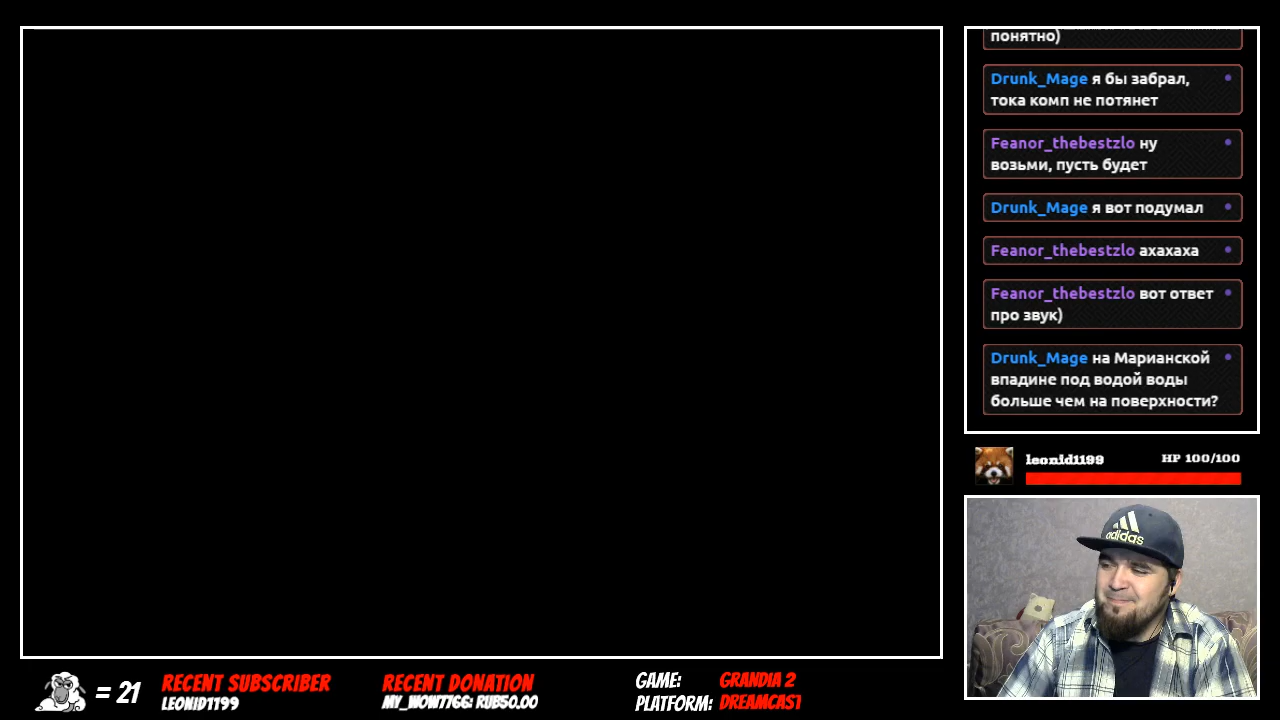 понятно)
Drunk_Mage я бы забрал,
тока комп не потянет
Feanor_thebestzlo ну
возьми, пусть будет
Drunk_Mage я вот подумал
Feanor_thebestzlo ахахаха
Feanor_thebestzlo вот ответ
про звук)
Drunk_Mage на Марианской
впадине под водой воды
больше чем на поверхности?
leonid1199 HP 100/100
adidas
= 21
RECENT SUBSCRIBER
LEONID1199
RECENT DONATION
MY_WOW7766: RUB50.00
GAME: GRANDIA 2
PLATFORM: DREAMCAST